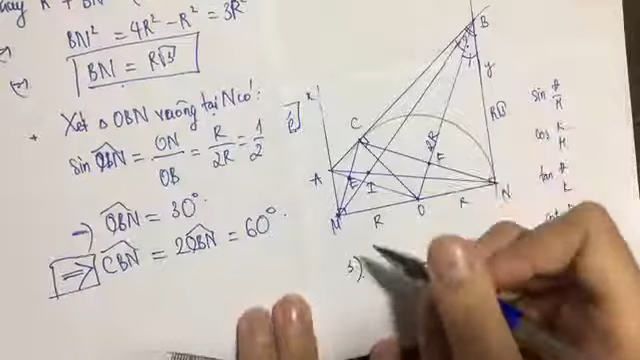 BN² = 4R² - R² = 3R²
BN = R√3
* Xét △ OBN vuông tại N có:
sin OBN = ON/OB = R/2R = 1/2
→) OBN = 30°.
=> CBN = 2OBN = 60°.
B
y
x
R√3
C
2R
A
E
I
F
N
M
R
O
R
3).
sin
cos
tan